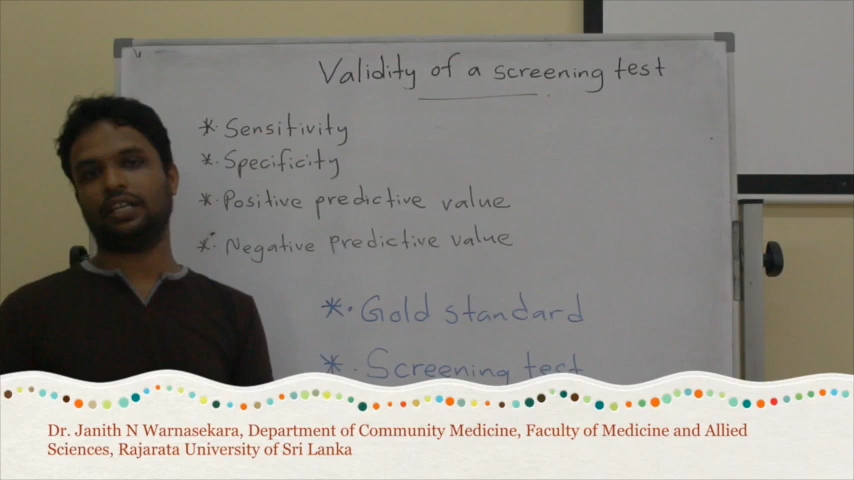 Validity of a screening test
*. Sensitivity
*. Specificity
*. Positive predictive value
*. Negative predictive value
*. Gold standard
*. Screening test
Dr. Janith N Warnasekara, Department of Community Medicine, Faculty of Medicine and Allied
Sciences, Rajarata University of Sri Lanka